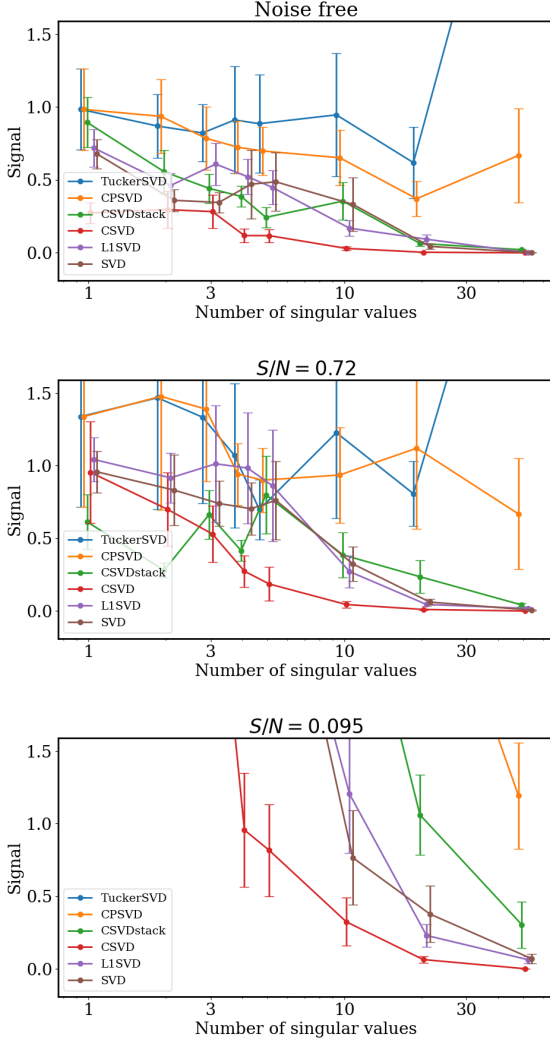 Noise free
1.5
1.0
0.5
0.0
Signal
TuckerSVD
CPSVD
CSVDstack
CSVD
L1SVD
SVD
1 3 10 30
Number of singular values
S/N = 0.72
1.5
1.0
0.5
0.0
Signal
TuckerSVD
CPSVD
CSVDstack
CSVD
L1SVD
SVD
1 3 10 30
Number of singular values
S/N = 0.095
1.5
1.0
0.5
0.0
Signal
TuckerSVD
CPSVD
CSVDstack
CSVD
L1SVD
SVD
1 3 10 30
Number of singular values